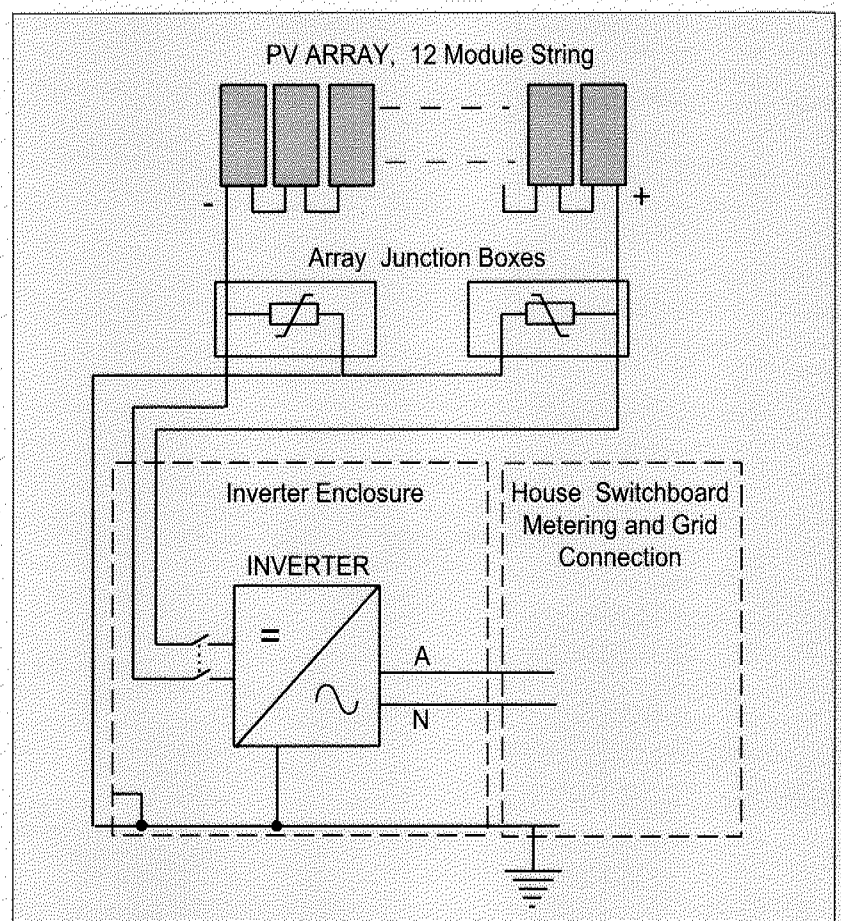 PV ARRAY, 12 Module String
- +
Array Junction Boxes
Inverter Enclosure
House Switchboard
Metering and Grid
Connection
INVERTER
=
A
N